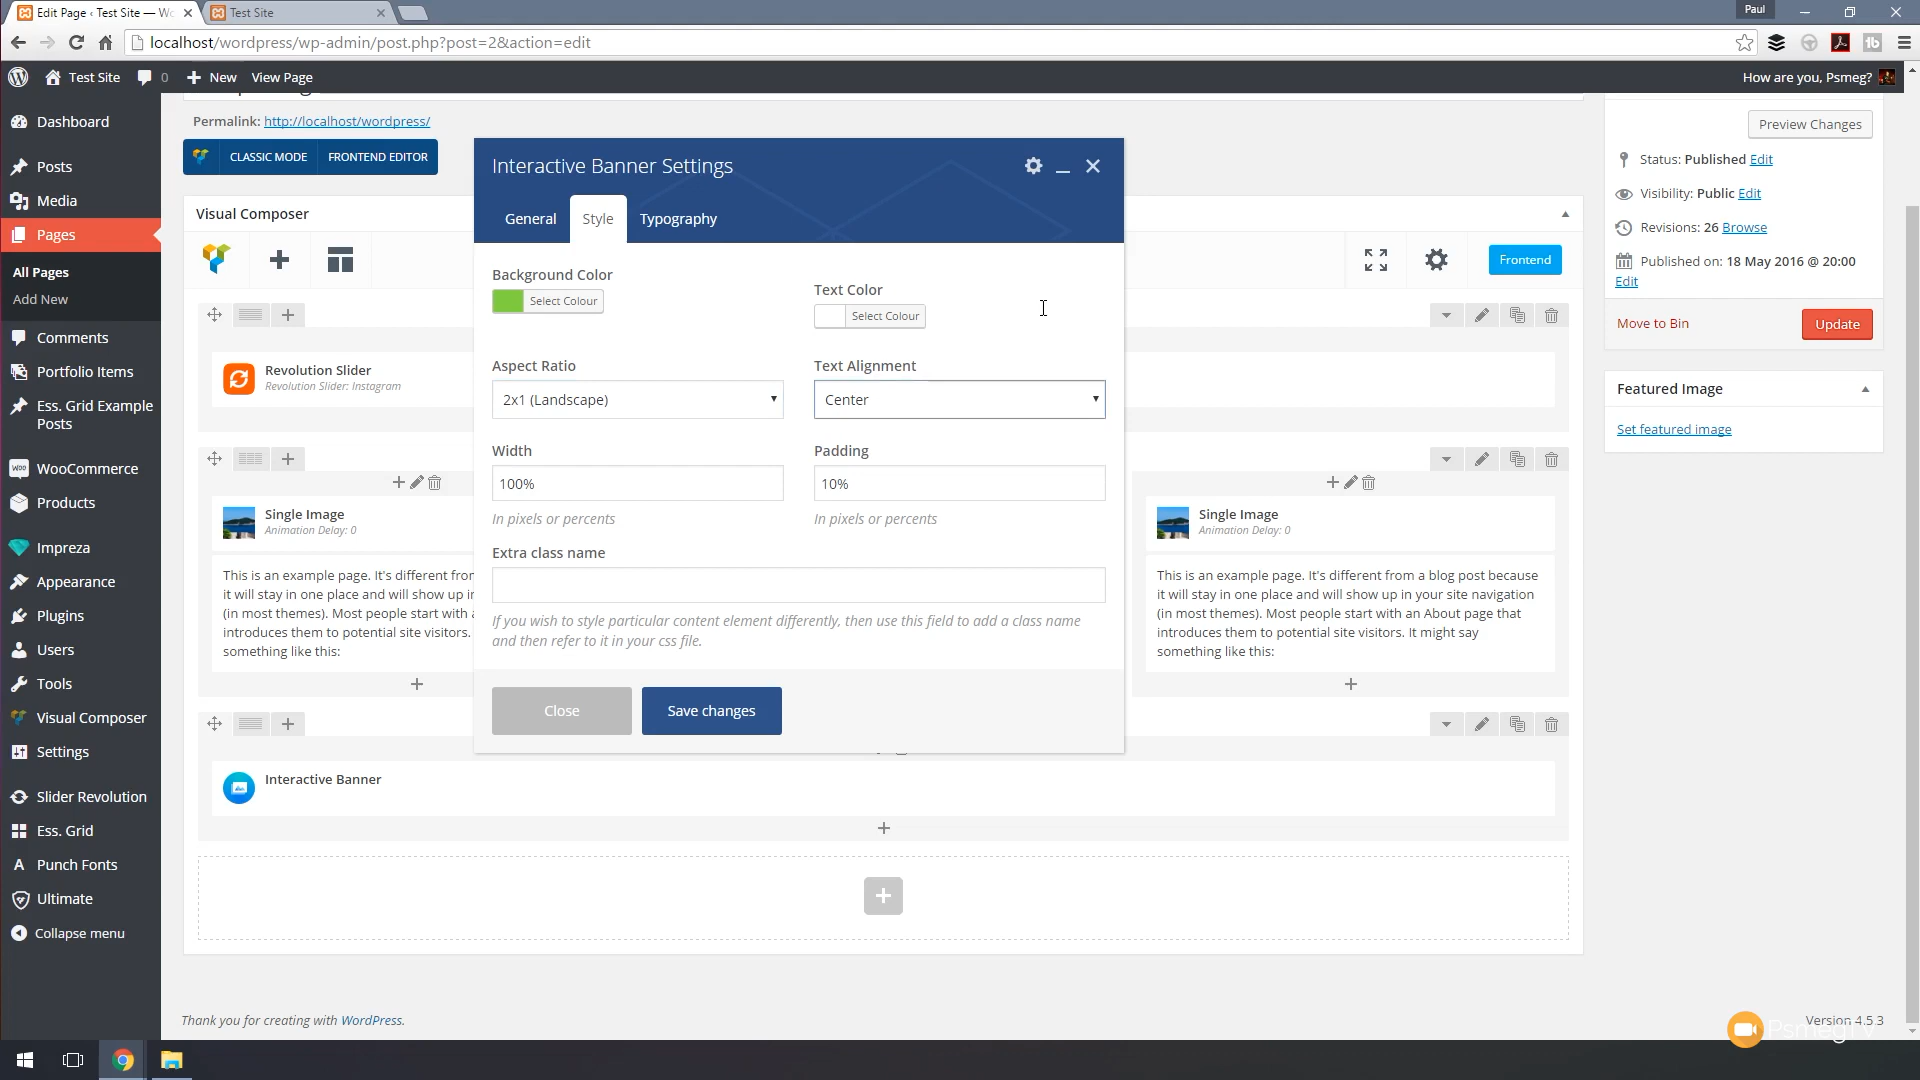 Edit Page ‹ Test Site — Wo
Test Site
Paul
localhost/wordpress/wp-admin/post.php?post=2&action=edit
Test Site
0
New
View Page
How are you, Psmeg?
Dashboard
Posts
Media
Pages
All Pages
Add New
Comments
Portfolio Items
Ess. Grid Example
Posts
WooCommerce
Products
Impreza
Appearance
Plugins
Users
Tools
Visual Composer
Settings
Slider Revolution
Ess. Grid
Punch Fonts
Ultimate
Collapse menu
Permalink: http://localhost/wordpress/
CLASSIC MODE
FRONTEND EDITOR
Visual Composer
Frontend
Revolution Slider
Revolution Slider: Instagram
Single Image
Animation Delay: 0
This is an example page. It's different from
it will stay in one place and will show up in
(in most themes). Most people start with a
introduces them to potential site visitors.
something like this:
Interactive Banner Settings
General
Style
Typography
Background Color
Select Colour
Text Color
Select Colour
Aspect Ratio
2x1 (Landscape)
Text Alignment
Center
Width
100%
In pixels or percents
Padding
10%
In pixels or percents
Extra class name
If you wish to style particular content element differently, then use this field to add a class name
and then refer to it in your css file.
Close
Save changes
Single Image
Animation Delay: 0
This is an example page. It's different from a blog post because
it will stay in one place and will show up in your site navigation
(in most themes). Most people start with an About page that
introduces them to potential site visitors. It might say
something like this:
Interactive Banner
Preview Changes
Status: Published Edit
Visibility: Public Edit
Revisions: 26 Browse
Published on: 18 May 2016 @ 20:00
Edit
Move to Bin
Update
Featured Image
Set featured image
Thank you for creating with WordPress.
Version 4.5.3
PsmegTV